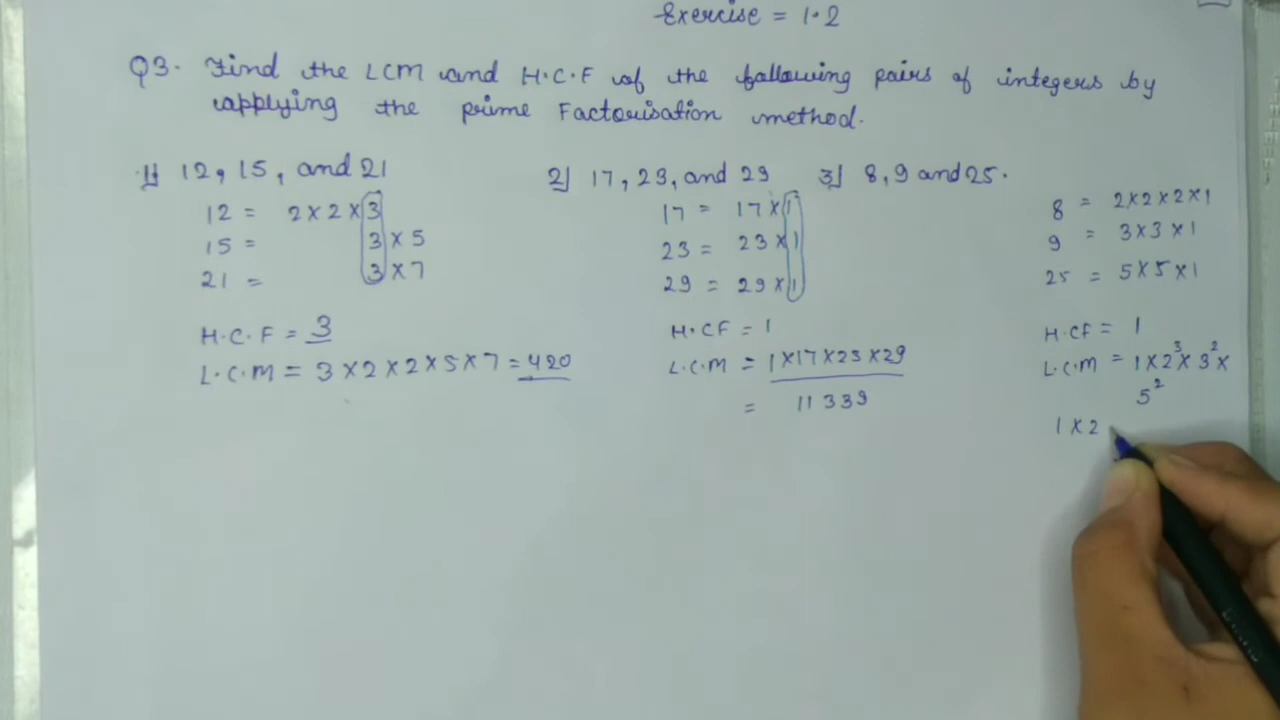 Exercise = 1.2
Q3. Find the LCM and H.C.F of the following pairs of integers by
applying the prime Factorisation method.
1] 12, 15, and 21
12 = 2 × 2 × 3
15 = 3 × 5
21 = 3 × 7
H.C.F = 3
L.C.M = 3 × 2 × 2 × 5 × 7 = 420
2] 17, 23, and 29
17 = 17 × 1
23 = 23 × 1
29 = 29 × 1
H.CF = 1
L.C.M = 1 × 17 × 23 × 29
= 11339
3] 8, 9 and 25.
8 = 2 × 2 × 2 × 1
9 = 3 × 3 × 1
25 = 5 × 5 × 1
H.CF = 1
L.C.M = 1 × 2³ × 3² ×
5²
1 × 2